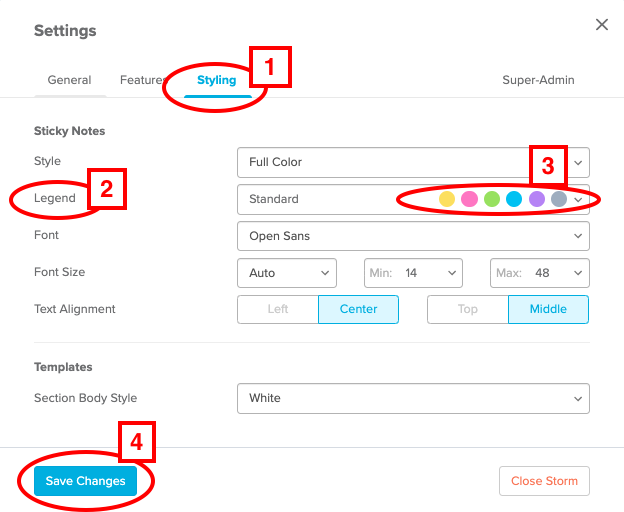 Settings
1
General Features Styling Super-Admin
Sticky Notes
Style Full Color
3
Legend 2 Standard
Font Open Sans
Font Size Auto Min: 14 Max: 48
Text Alignment Left Center Top Middle
Templates
Section Body Style White
4
Save Changes Close Storm